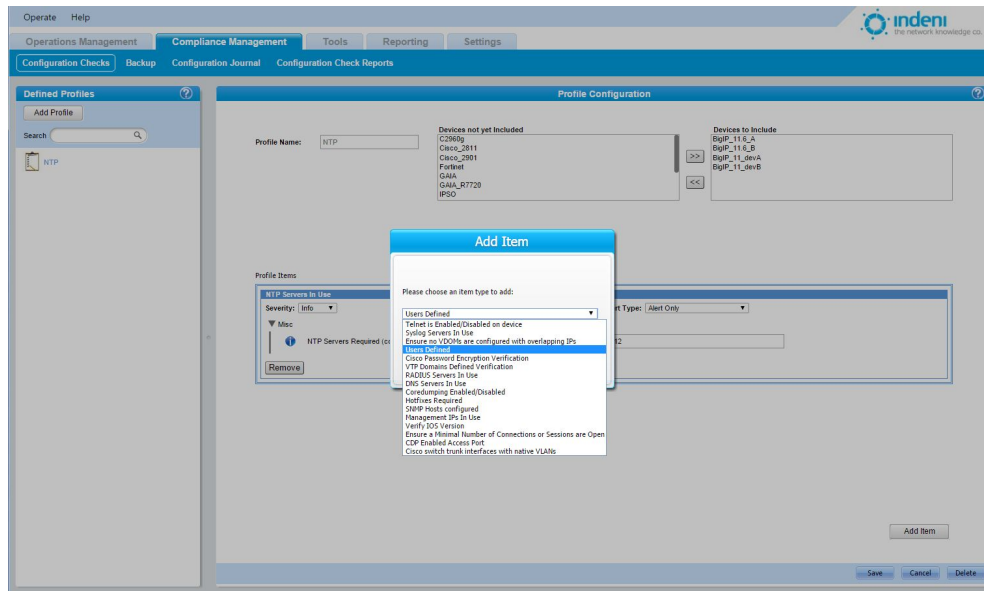 Operate Help
indeni
the network knowledge co.
Operations Management Compliance Management Tools Reporting Settings
Configuration Checks Backup Configuration Journal Configuration Check Reports
Defined Profiles
Profile Configuration
Add Profile
Search
NTP
Profile Name: NTP
Devices not yet Included
C2960g
Cisco_2811
Cisco_2901
Fortinet
GAIA
GAIA_R7720
IPSO
>>
<<
Devices to Include
BigIP_11.6_A
BigIP_11.6_B
BigIP_11_devA
BigIP_11_devB
Add Item
Please choose an item type to add:
Users Defined
Telnet is Enabled/Disabled on device
Syslog Servers In Use
Ensure no VDOMs are configured with overlapping IPs
Users Defined
Cisco Password Encryption Verification
VTP Domains Defined Verification
RADIUS Servers In Use
DNS Servers In Use
Coredumping Enabled/Disabled
Hotfixes Required
SNMP Hosts configured
Management IPs In Use
Verify IOS Version
Ensure a Minimal Number of Connections or Sessions are Open
CDP Enabled Access Port
Cisco switch trunk interfaces with native VLANs
Profile Items
NTP Servers In Use
Severity: Info
Type: Alert Only
Misc
NTP Servers Required
Remove
Add Item
Save Cancel Delete